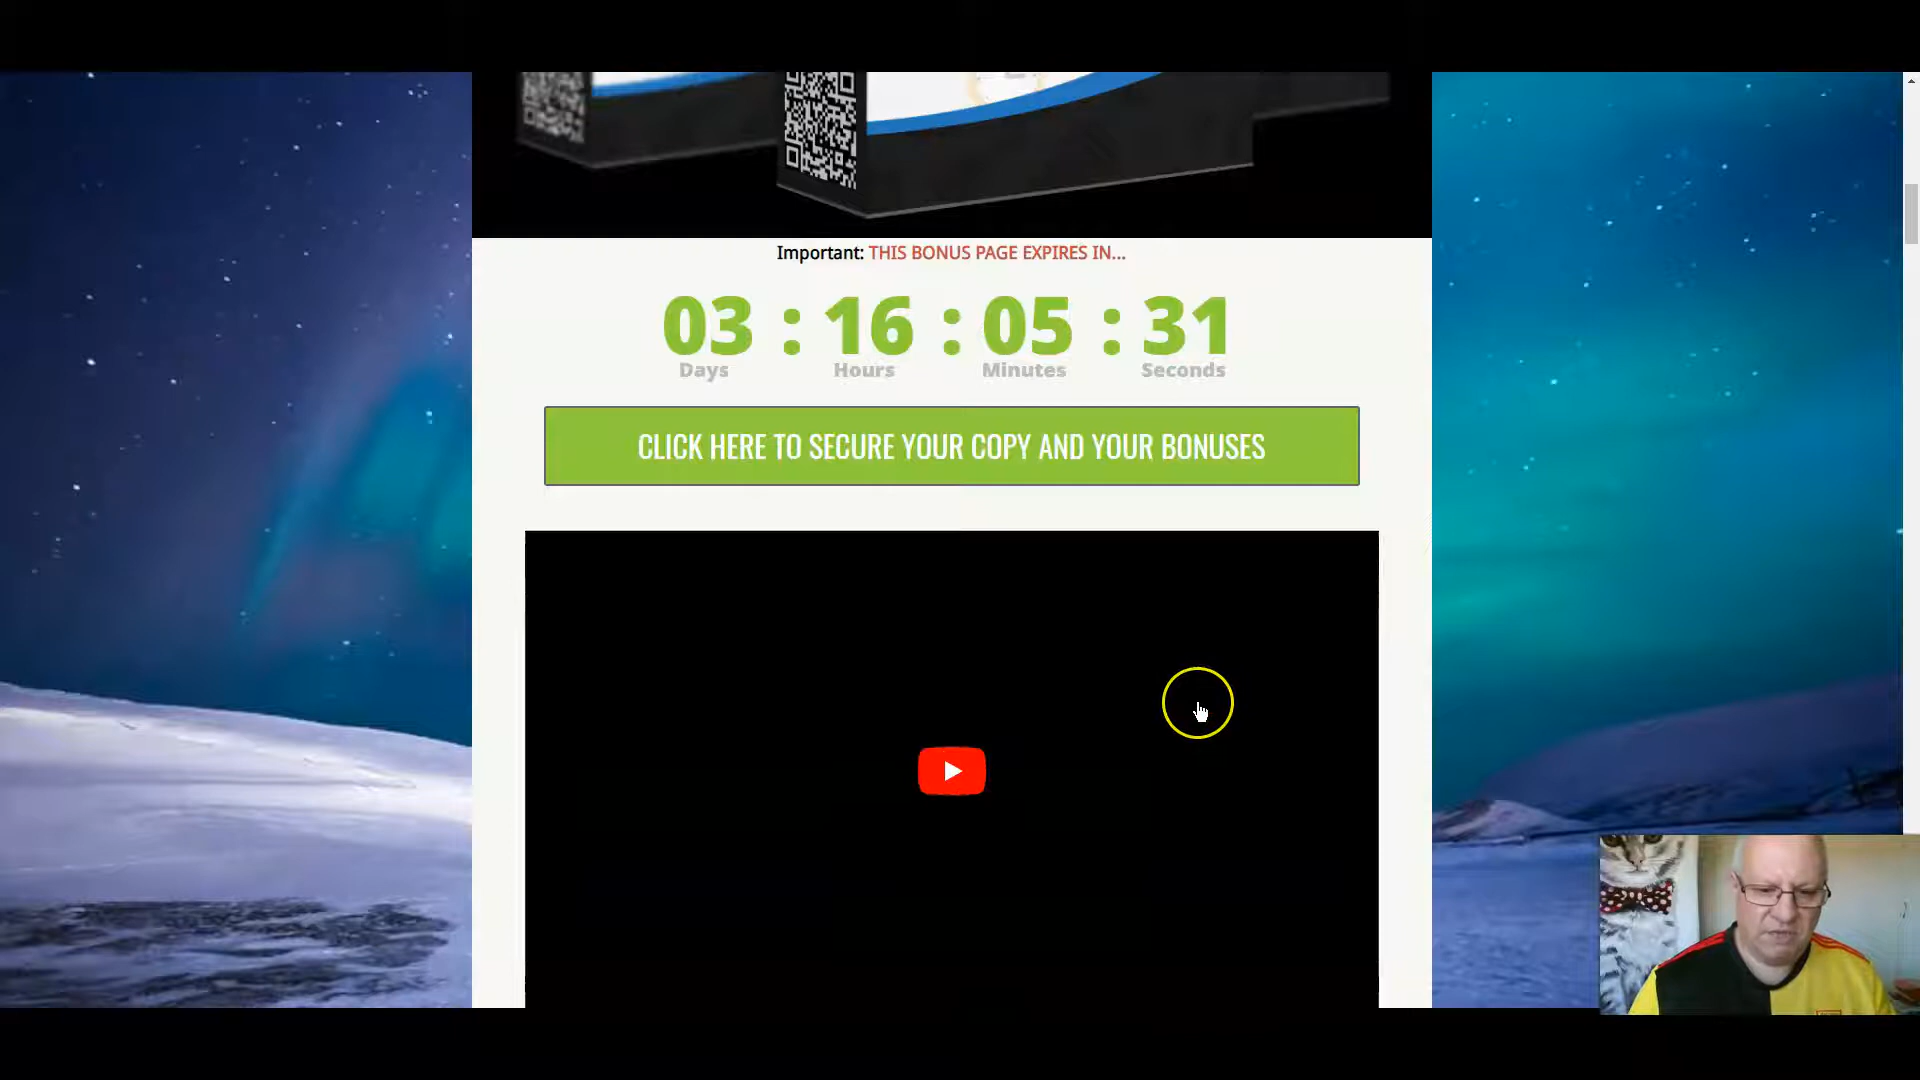 Important: THIS BONUS PAGE EXPIRES IN...
03 : 16 : 05 : 31
Days Hours Minutes Seconds
CLICK HERE TO SECURE YOUR COPY AND YOUR BONUSES